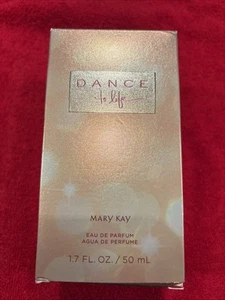 DANCE
to life
MARY KAY
EAU DE PARFUM
AGUA DE PERFUME
1.7 FL. OZ. / 50 mL